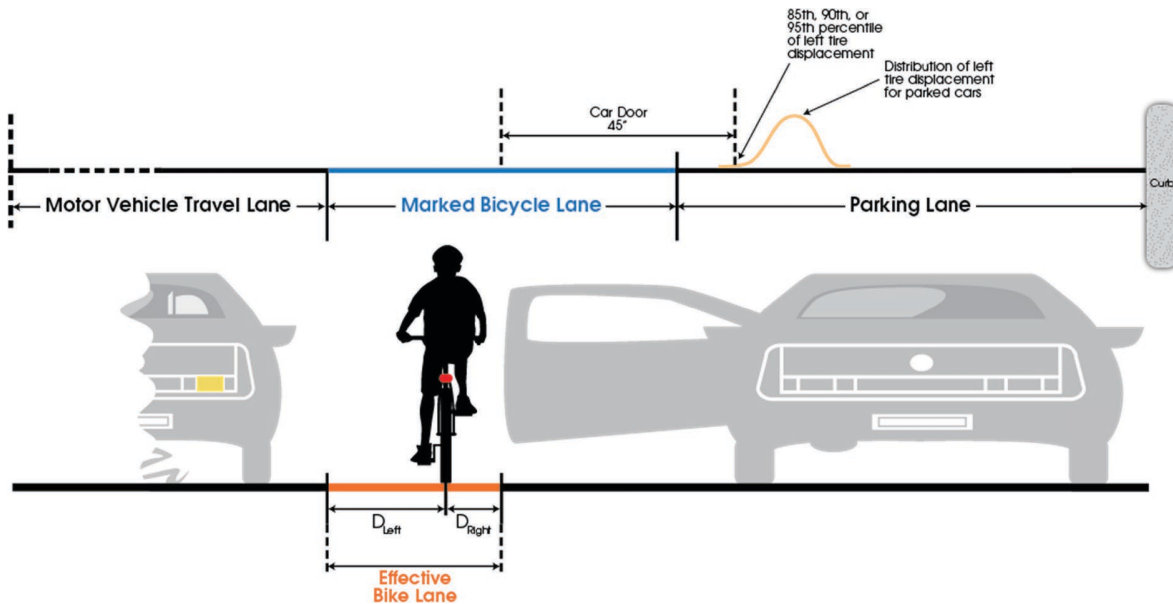 85th, 90th, or
95th percentile
of left tire
displacement
Distribution of left
tire displacement
for parked cars
Car Door
45"
Curb
Motor Vehicle Travel Lane
Marked Bicycle Lane
Parking Lane
DLeft
DRight
Effective
Bike Lane